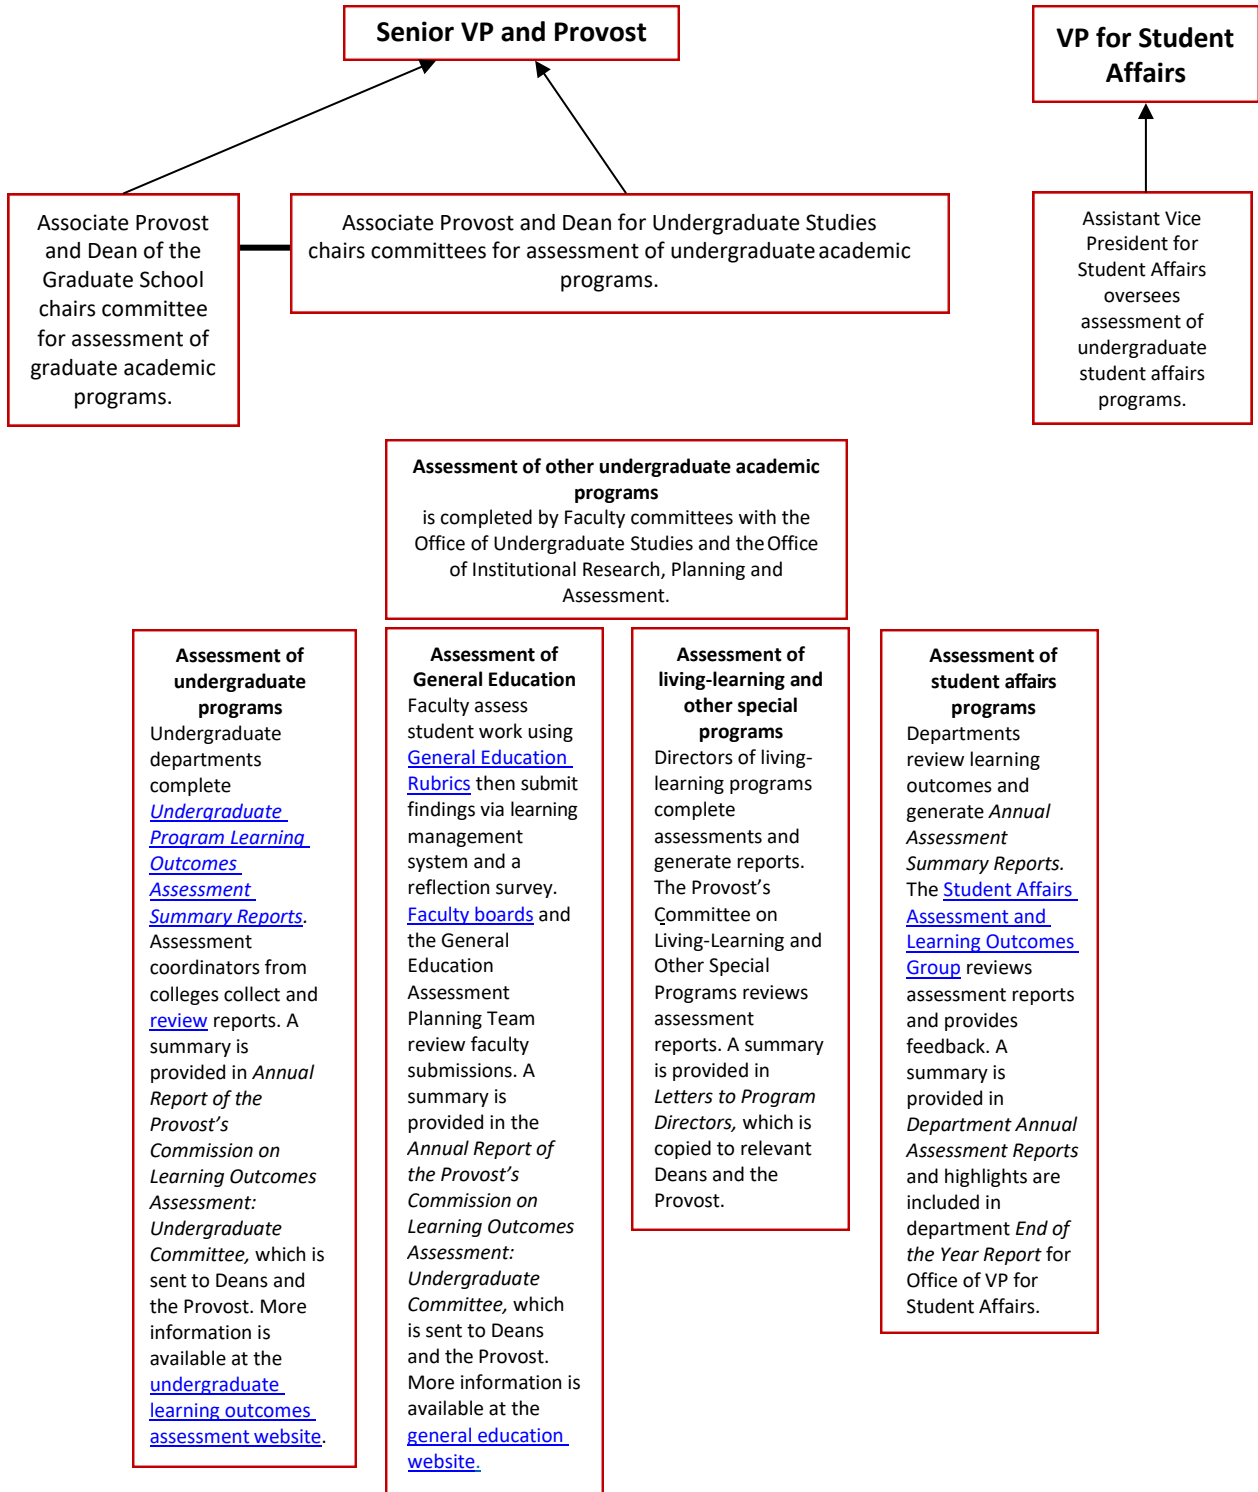 Senior VP and Provost
VP for Student
Affairs
Associate Provost
and Dean of the
Graduate School
chairs committee
for assessment of
graduate academic
programs.
Associate Provost and Dean for Undergraduate Studies
chairs committees for assessment of undergraduate academic
programs.
Assistant Vice
President for
Student Affairs
oversees
assessment of
undergraduate
student affairs
programs.
Assessment of other undergraduate academic
programs
is completed by Faculty committees with the
Office of Undergraduate Studies and the Office
of Institutional Research, Planning and
Assessment.
Assessment of
undergraduate
programs
Undergraduate
departments
complete
Undergraduate
Program Learning
Outcomes
Assessment
Summary Reports.
Assessment
coordinators from
colleges collect and
review reports. A
summary is
provided in Annual
Report of the
Provost’s
Commission on
Learning Outcomes
Assessment:
Undergraduate
Committee, which is
sent to Deans and
the Provost. More
information is
available at the
undergraduate
learning outcomes
assessment website.
Assessment of
General Education
Faculty assess
student work using
General Education
Rubrics then submit
findings via learning
management
system and a
reflection survey.
Faculty boards and
the General
Education
Assessment
Planning Team
review faculty
submissions. A
summary is
provided in the
Annual Report of
the Provost’s
Commission on
Learning Outcomes
Assessment:
Undergraduate
Committee, which
is sent to Deans
and the Provost.
More information is
available at the
general education
website.
Assessment of
living-learning and
other special
programs
Directors of living-
learning programs
complete
assessments and
generate reports.
The Provost’s
Committee on
Living-Learning and
Other Special
Programs reviews
assessment
reports. A summary
is provided in
Letters to Program
Directors, which is
copied to relevant
Deans and the
Provost.
Assessment of
student affairs
programs
Departments
review learning
outcomes and
generate Annual
Assessment
Summary Reports.
The Student Affairs
Assessment and
Learning Outcomes
Group reviews
assessment reports
and provides
feedback. A
summary is
provided in
Department Annual
Assessment Reports
and highlights are
included in
department End of
the Year Report for
Office of VP for
Student Affairs.